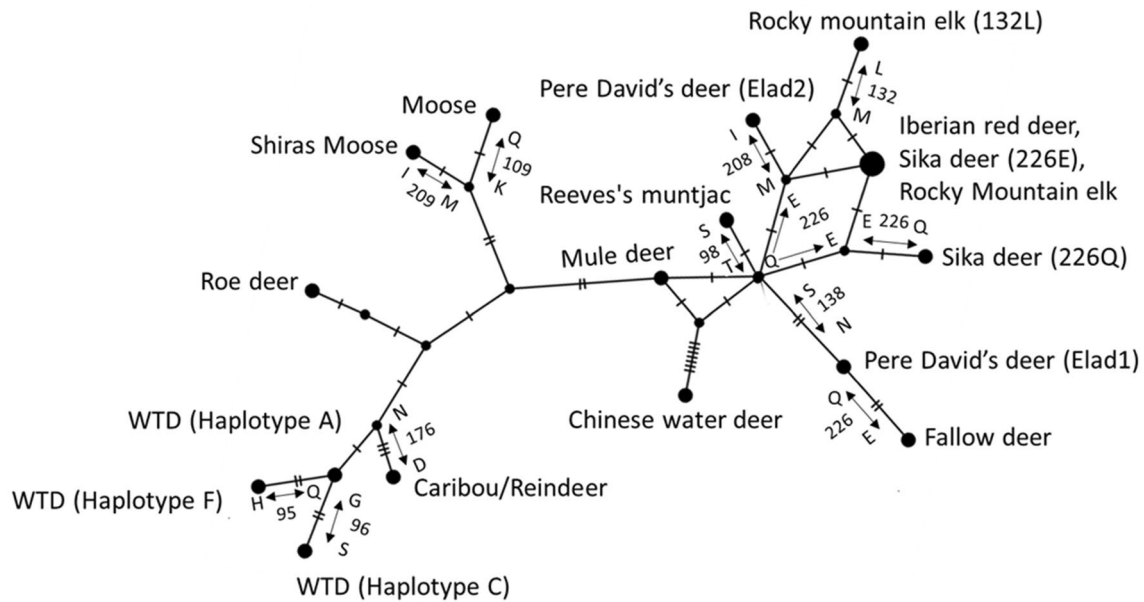 Rocky mountain elk (132L)
L
132
M
Pere David's deer (Elad2)
I
208
M
Iberian red deer,
Sika deer (226E),
Rocky Mountain elk
Moose
Q
109
K
Shiras Moose
I
209
M
Reeves's muntjac
S
98
T
E
226
Q
E
E 226 Q
Sika deer (226Q)
Mule deer
Roe deer
S
138
N
Pere David's deer (Elad1)
Q
226
E
Fallow deer
Chinese water deer
WTD (Haplotype A)
N
176
D
Caribou/Reindeer
WTD (Haplotype F)
H
95
Q
G
96
S
WTD (Haplotype C)